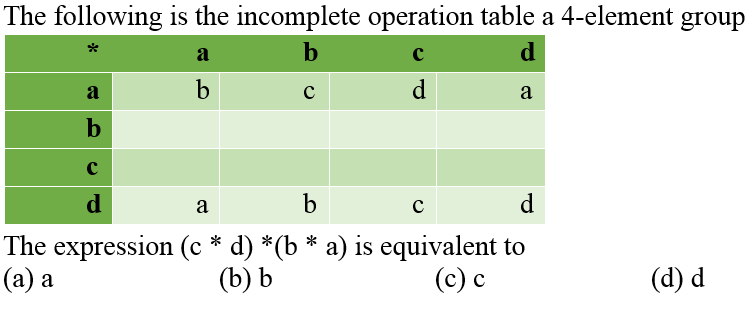 The following is the incomplete operation table a 4-element group
* a b c d
a b c d a
b
c
d a b c d
The expression (c * d) *(b * a) is equivalent to
(a) a (b) b (c) c (d) d